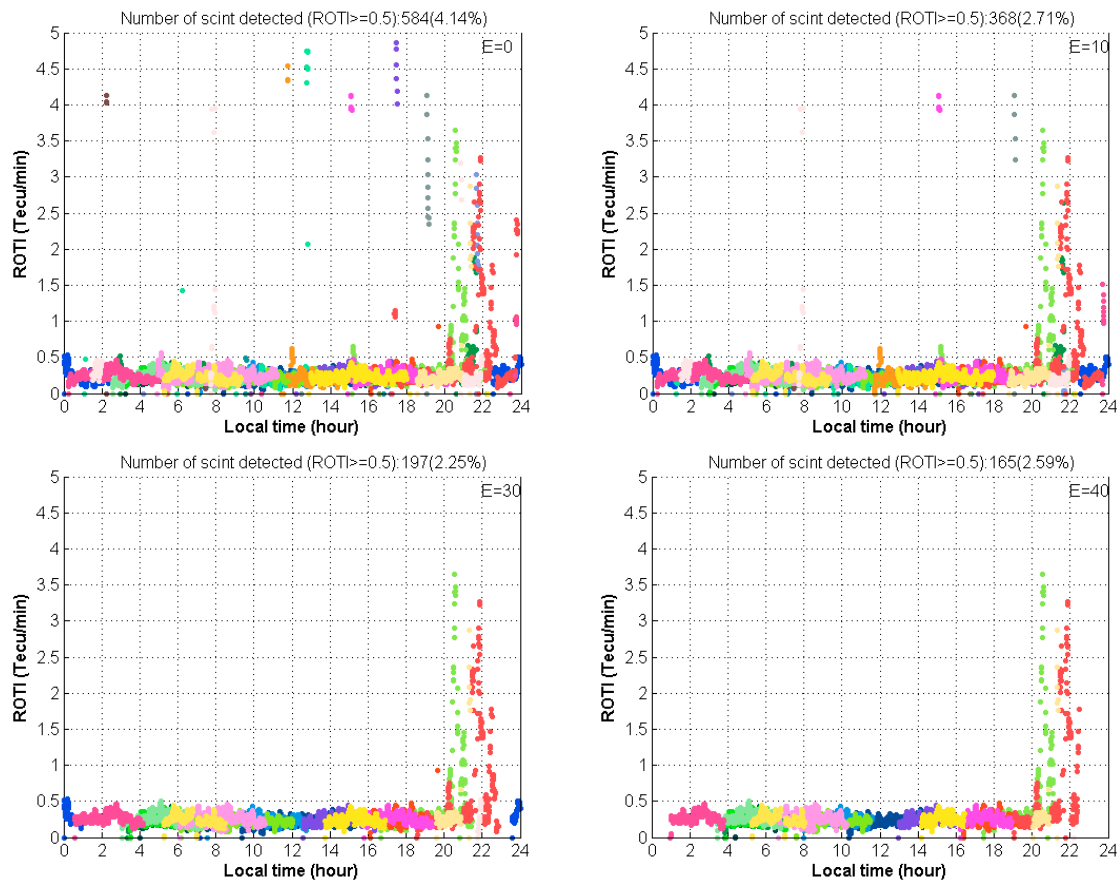 Number of scint detected (ROTI>=0.5):584(4.14%)
E=0
5
4.5
4
3.5
3
2.5
2
1.5
1
0.5
0
ROTI (Tecu/min)
0 2 4 6 8 10 12 14 16 18 20 22 24
Local time (hour)
Number of scint detected (ROTI>=0.5):368(2.71%)
E=10
5
4.5
4
3.5
3
2.5
2
1.5
1
0.5
0
ROTI (Tecu/min)
0 2 4 6 8 10 12 14 16 18 20 22 24
Local time (hour)
Number of scint detected (ROTI>=0.5):197(2.25%)
E=30
5
4.5
4
3.5
3
2.5
2
1.5
1
0.5
0
ROTI (Tecu/min)
0 2 4 6 8 10 12 14 16 18 20 22 24
Local time (hour)
Number of scint detected (ROTI>=0.5):165(2.59%)
E=40
5
4.5
4
3.5
3
2.5
2
1.5
1
0.5
0
ROTI (Tecu/min)
0 2 4 6 8 10 12 14 16 18 20 22 24
Local time (hour)